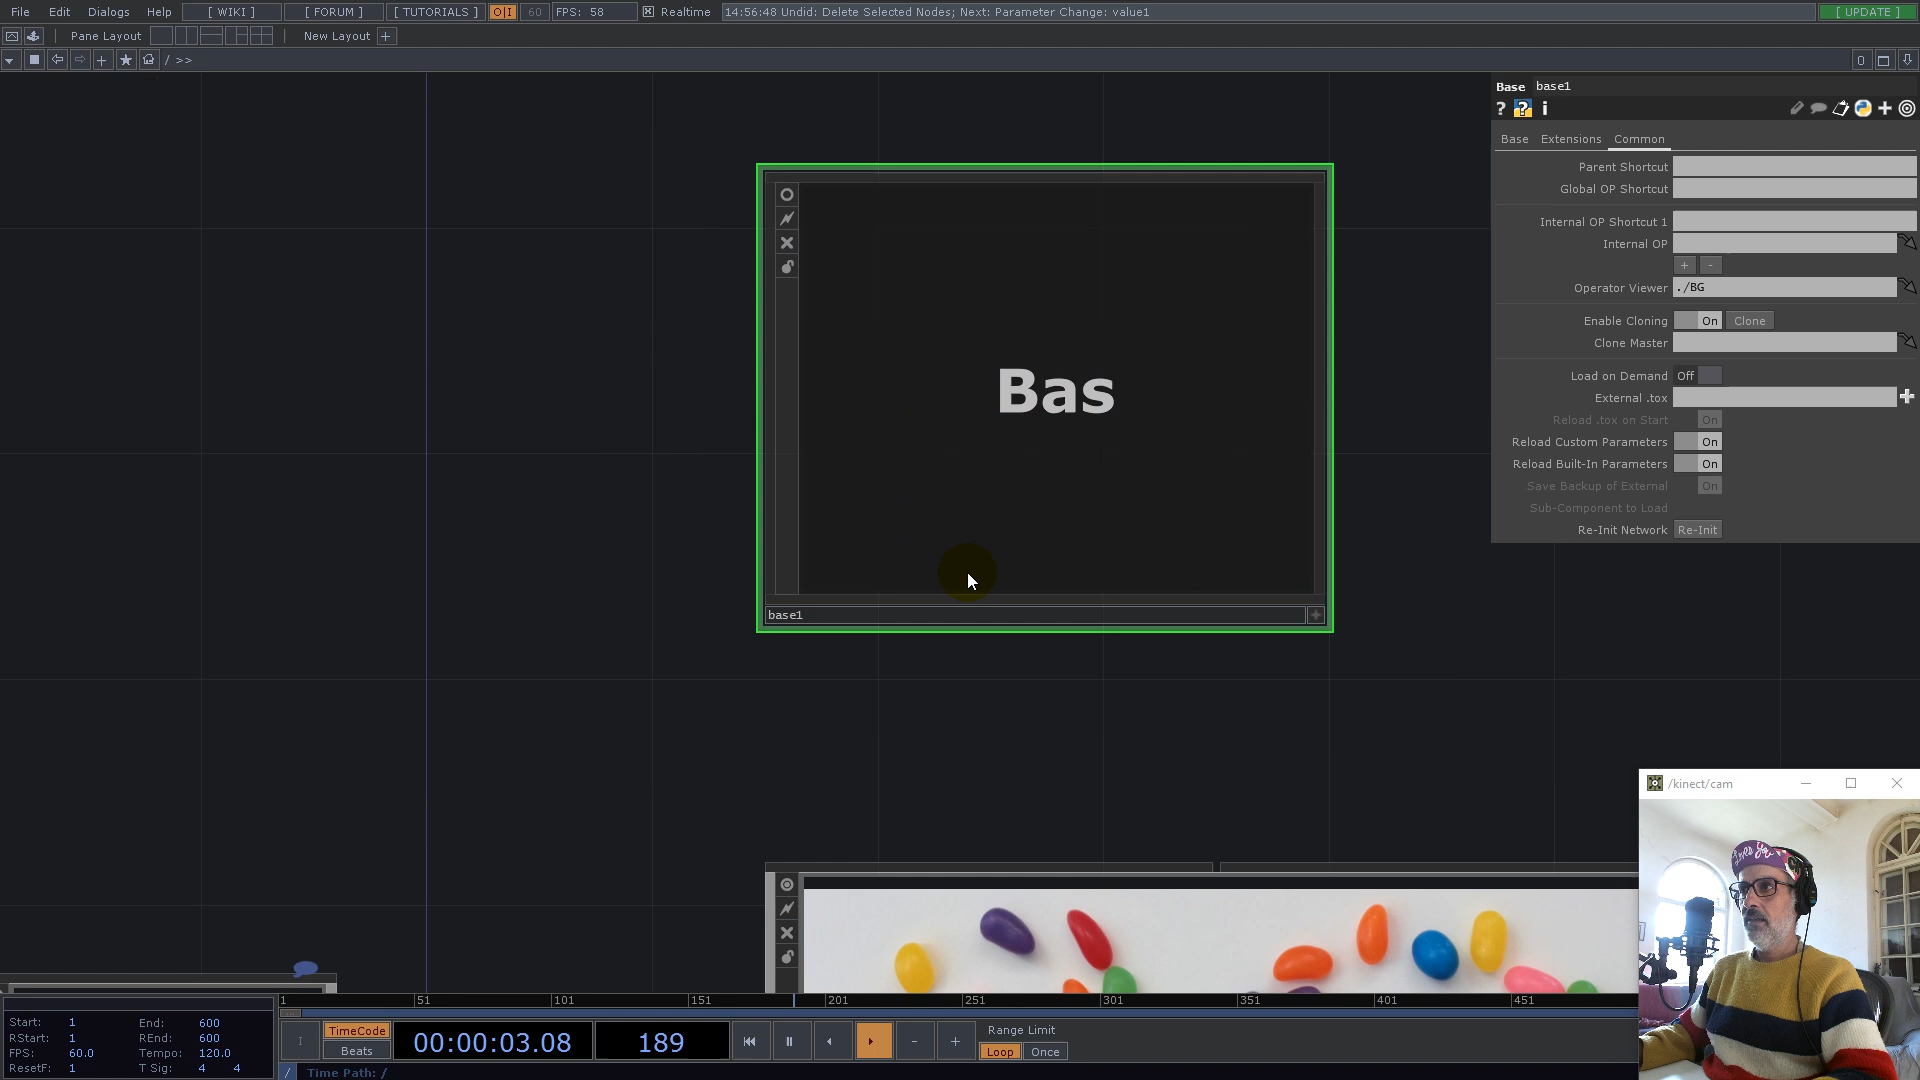 File Edit Dialogs Help [ WIKI ] [ FORUM ] [ TUTORIALS ] O|I 60 FPS: 58 Realtime 14:56:48 Undid: Delete Selected Nodes; Next: Parameter Change: value1 [ UPDATE ]
Pane Layout New Layout +
/ >> 0
Base base1
? ? i
Base Extensions Common
Parent Shortcut
Global OP Shortcut
Internal OP Shortcut 1
Internal OP
+ -
Operator Viewer ./BG
Enable Cloning On Clone
Clone Master
Load on Demand Off
External .tox
Reload .tox on Start On
Reload Custom Parameters On
Reload Built-In Parameters On
Save Backup of External On
Sub-Component to Load
Re-Init Network Re-Init
Bas
base1
/kinect/cam
Love you
1 51 101 151 201 251 301 351 401 451
Start: 1 End: 600
RStart: 1 REnd: 600
FPS: 60.0 Tempo: 120.0
ResetF: 1 T Sig: 4 4
I TimeCode Beats 00:00:03.08 189 - + Range Limit
Loop Once
/ Time Path: /